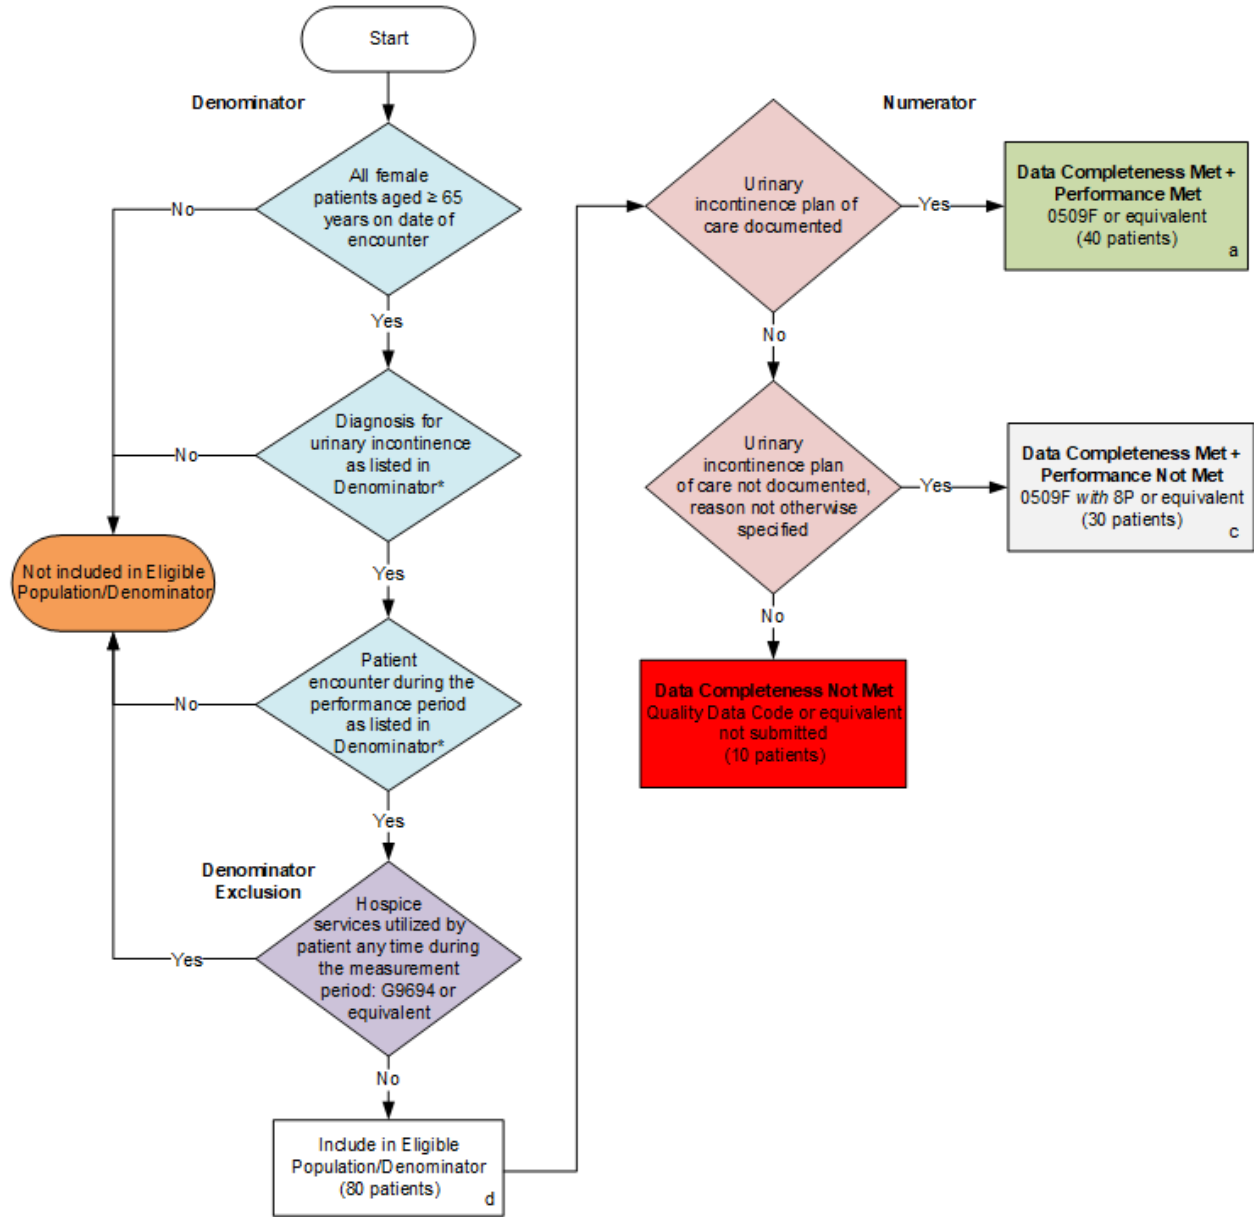 Start
Denominator
All female
patients aged ≥ 65
years on date of
encounter
No
Yes
Diagnosis for
urinary incontinence
as listed in
Denominator*
No
Yes
Not included in Eligible
Population/Denominator
Patient
encounter during the
performance period
as listed in
Denominator*
No
Yes
Denominator
Exclusion
Hospice
services utilized by
patient any time during
the measurement
period: G9694 or
equivalent
Yes
No
Include in Eligible
Population/Denominator
(80 patients)
d
Numerator
Urinary
incontinence plan of
care documented
Yes
Data Completeness Met +
Performance Met
0509F or equivalent
(40 patients)
a
No
Urinary
incontinence plan
of care not documented,
reason not otherwise
specified
Yes
Data Completeness Met +
Performance Not Met
0509F with 8P or equivalent
(30 patients)
c
No
Data Completeness Not Met
Quality Data Code or equivalent
not submitted
(10 patients)